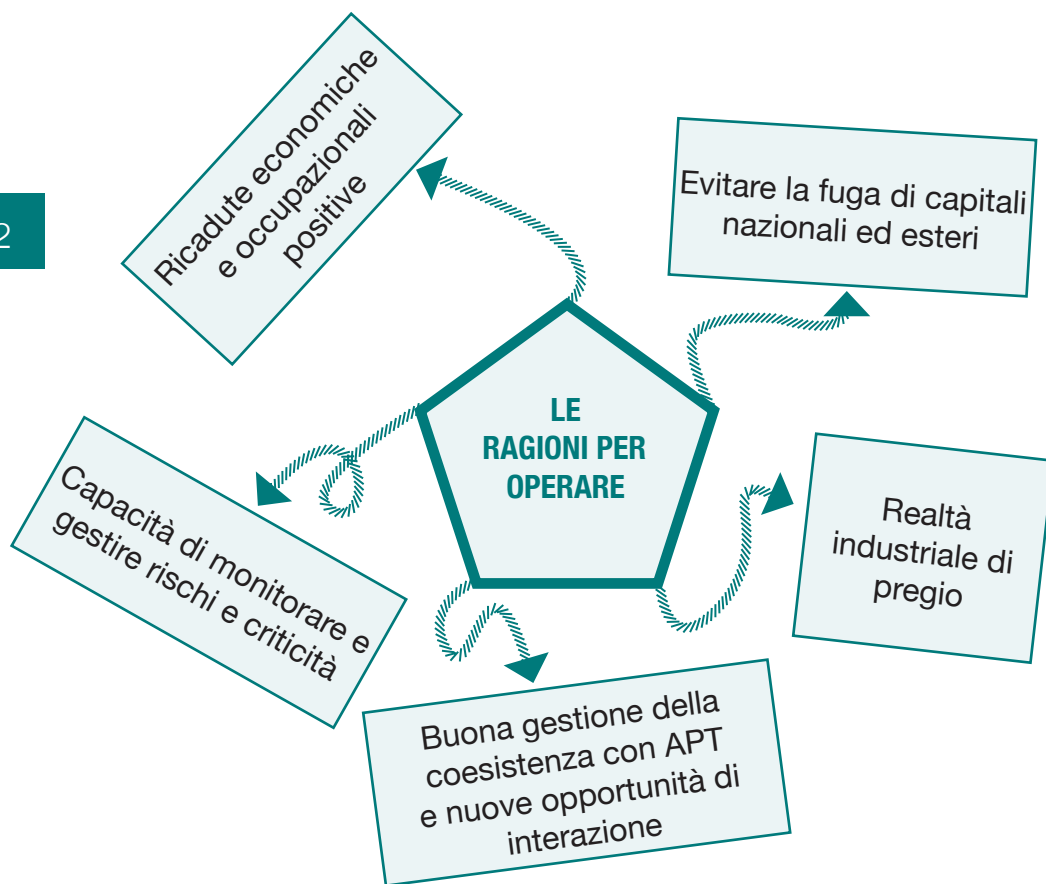 Ricadute economiche
e occupazionali
positive
Evitare la fuga di capitali
nazionali ed esteri
2
LE
RAGIONI PER
OPERARE
Capacità di monitorare e
gestire rischi e criticità
Realtà
industriale di
pregio
Buona gestione della
coesistenza con APT
e nuove opportunità di
interazione